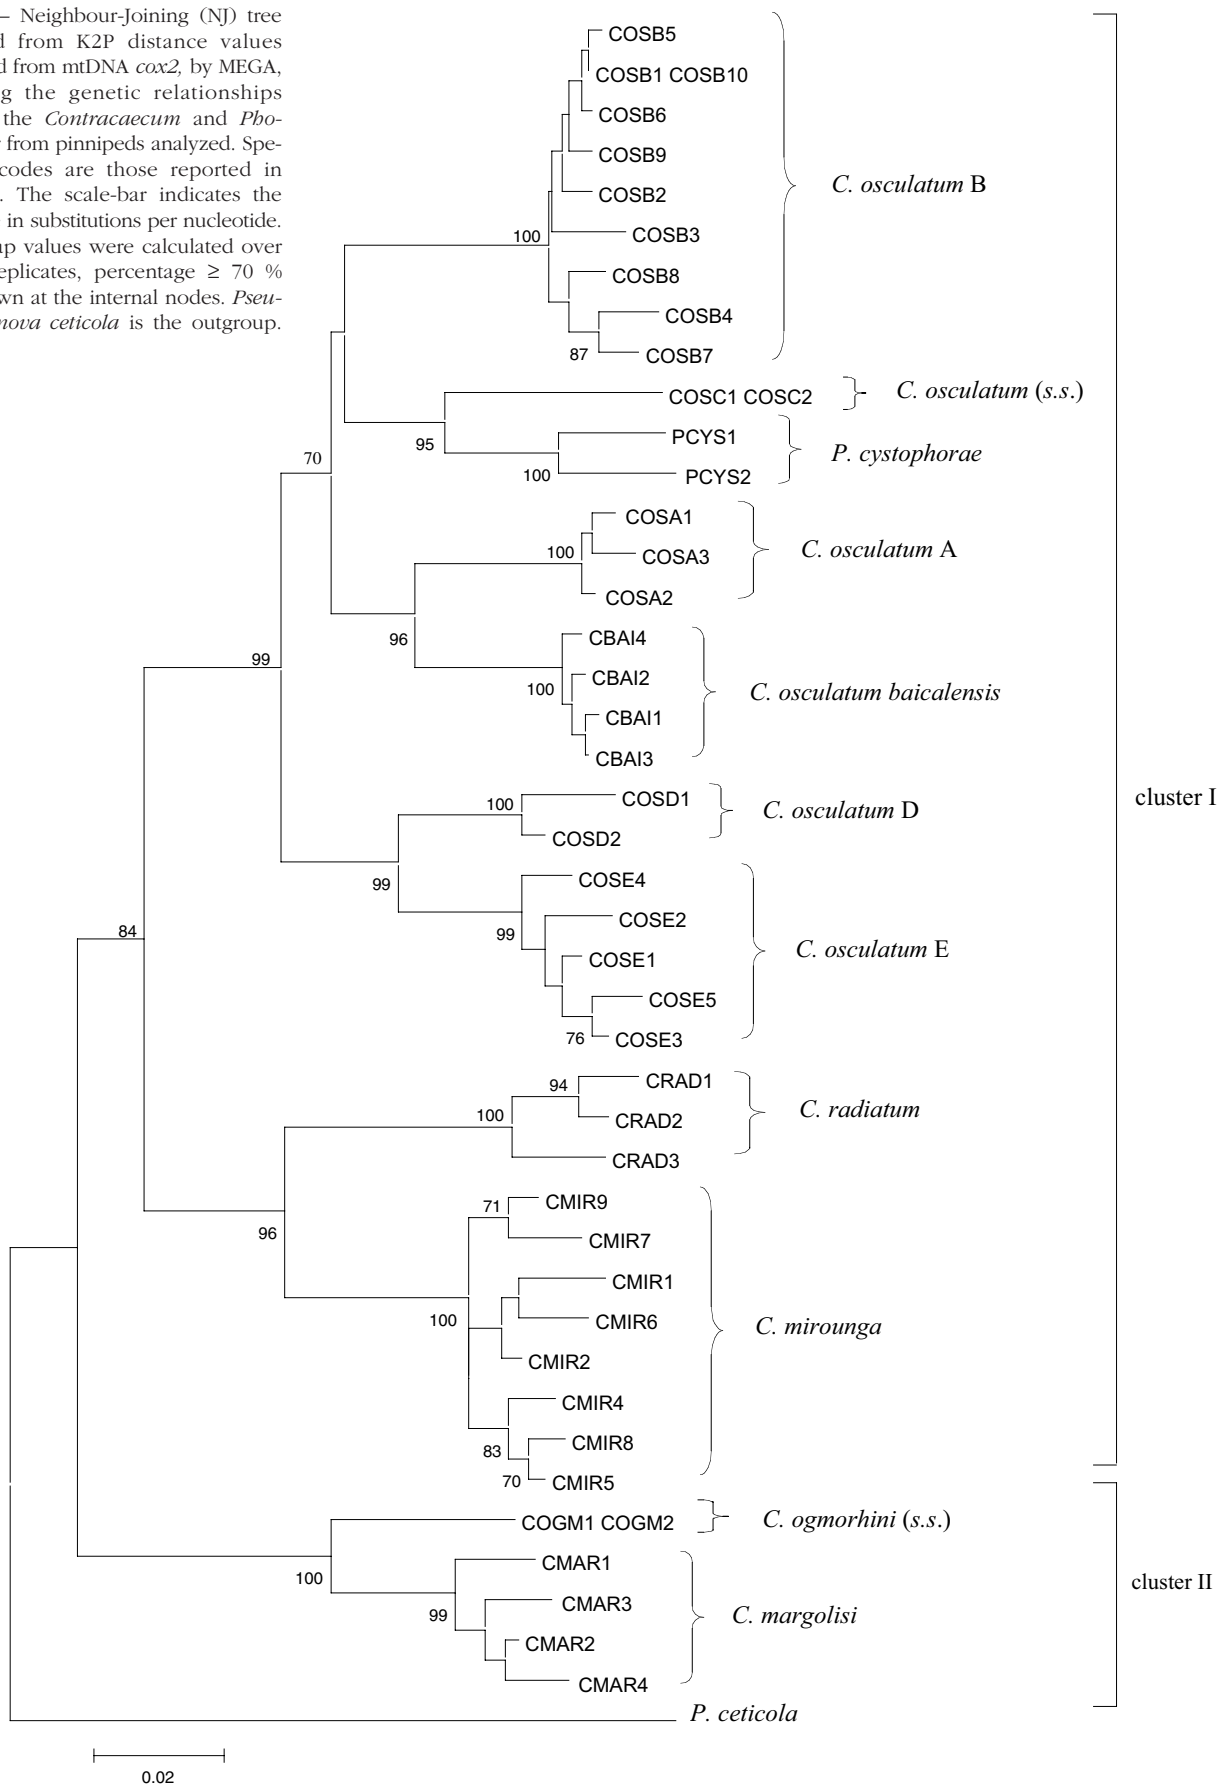 – Neighbour-Joining (NJ) tree
d from K2P distance values
d from mtDNA cox2, by MEGA,
g the genetic relationships
the Contracaecum and Pho-
from pinnipeds analyzed. Spe-
codes are those reported in
. The scale-bar indicates the
in substitutions per nucleotide.
ap values were calculated over
eplicates, percentage ≥ 70 %
wn at the internal nodes. Pseu-
nova ceticola is the outgroup.
COSB5
COSB1 COSB10
COSB6
COSB9
COSB2
C. osculatum B
100
COSB3
COSB8
COSB4
87
COSB7
COSC1 COSC2
C. osculatum (s.s.)
95
PCYS1
P. cystophorae
70
100
PCYS2
COSA1
100
COSA3
C. osculatum A
COSA2
96
CBAI4
99
CBAI2
100
C. osculatum baicalensis
CBAI1
CBAI3
100
COSD1
C. osculatum D
cluster I
COSD2
99
COSE4
COSE2
99
C. osculatum E
84
COSE1
COSE5
76
COSE3
94
CRAD1
100
CRAD2
C. radiatum
CRAD3
71
CMIR9
96
CMIR7
CMIR1
100
CMIR6
C. mirounga
CMIR2
CMIR4
83
CMIR8
70
CMIR5
COGM1 COGM2
C. ogmorhini (s.s.)
100
CMAR1
cluster II
99
CMAR3
C. margolisi
CMAR2
CMAR4
P. ceticola
0.02